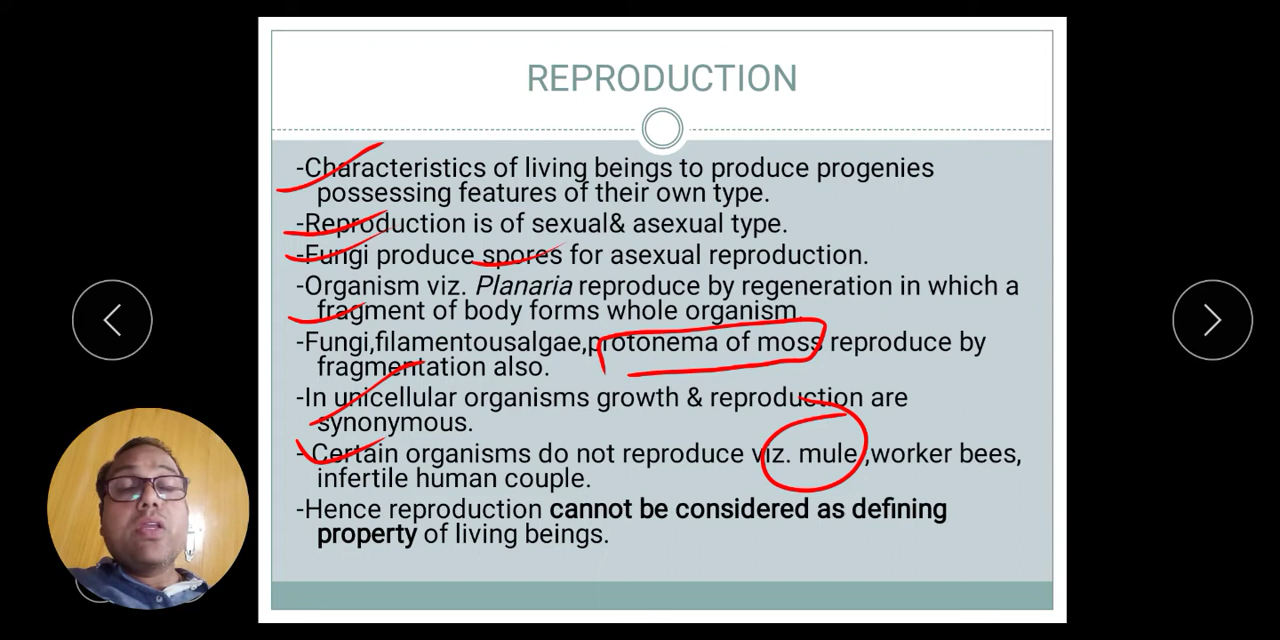 REPRODUCTION
-Characteristics of living beings to produce progenies
possessing features of their own type.
-Reproduction is of sexual& asexual type.
-Fungi produce spores for asexual reproduction.
-Organism viz. Planaria reproduce by regeneration in which a
fragment of body forms whole organism.
-Fungi,filamentousalgae,protonema of moss reproduce by
fragmentation also.
-In unicellular organisms growth & reproduction are
synonymous.
- Certain organisms do not reproduce viz. mule ,worker bees,
infertile human couple.
-Hence reproduction cannot be considered as defining
property of living beings.